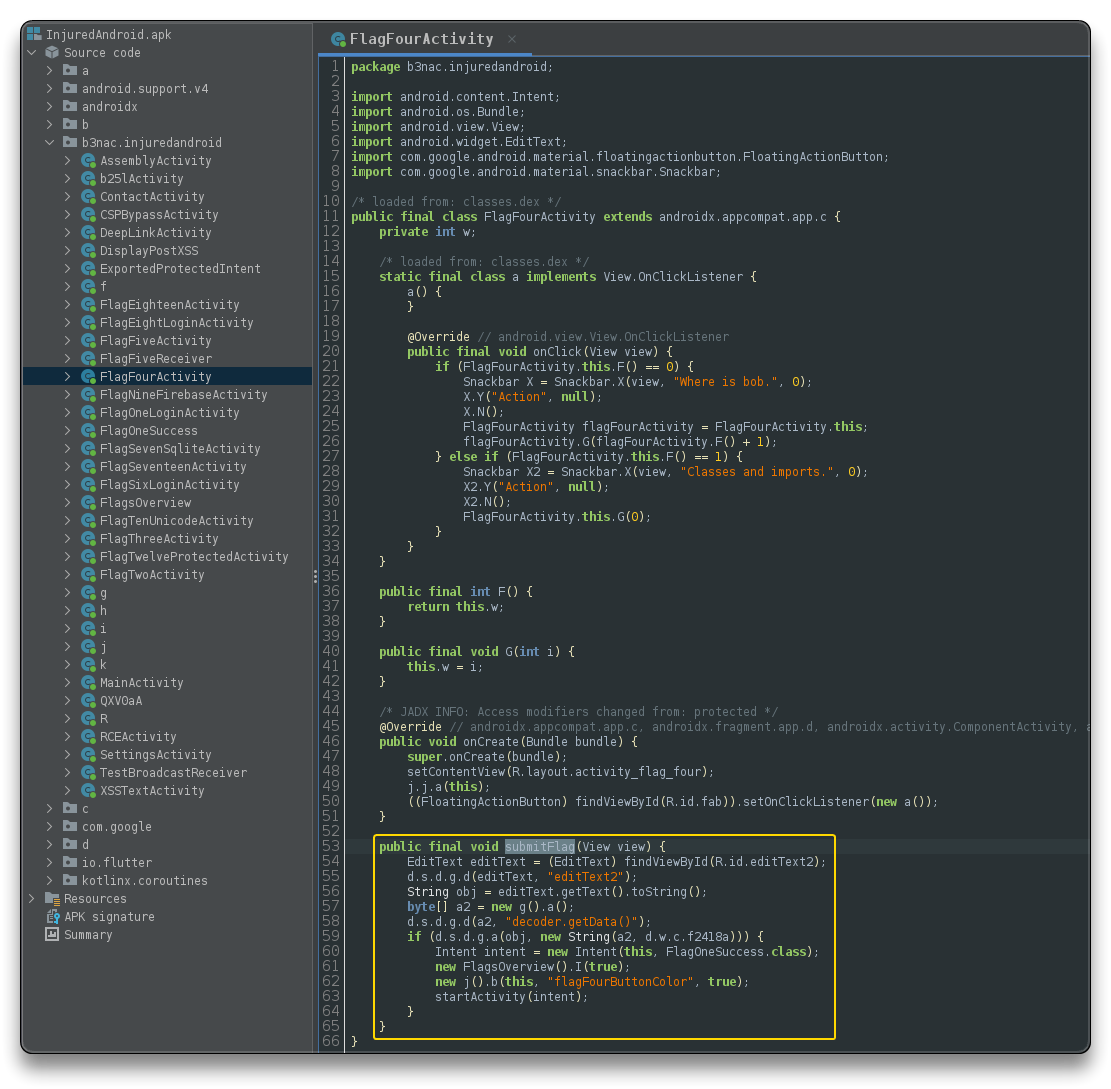 InjuredAndroid.apk
Source code
a
android.support.v4
androidx
b
b3nac.injuredandroid
AssemblyActivity
b25lActivity
ContactActivity
CSPBypassActivity
DeepLinkActivity
DisplayPostXSS
ExportedProtectedIntent
f
FlagEighteenActivity
FlagEightLoginActivity
FlagFiveActivity
FlagFiveReceiver
FlagFourActivity
FlagNineFirebaseActivity
FlagOneLoginActivity
FlagOneSuccess
FlagSevenSqliteActivity
FlagSeventeenActivity
FlagSixLoginActivity
FlagsOverview
FlagTenUnicodeActivity
FlagThreeActivity
FlagTwelveProtectedActivity
FlagTwoActivity
g
h
i
j
k
MainActivity
QXV0aA
R
RCEActivity
SettingsActivity
TestBroadcastReceiver
XSSTextActivity
c
com.google
d
io.flutter
kotlinx.coroutines
Resources
APK signature
Summary
FlagFourActivity ×
1 package b3nac.injuredandroid;
2
3 import android.content.Intent;
4 import android.os.Bundle;
5 import android.view.View;
6 import android.widget.EditText;
7 import com.google.android.material.floatingactionbutton.FloatingActionButton;
8 import com.google.android.material.snackbar.Snackbar;
9
10 /* loaded from: classes.dex */
11 public final class FlagFourActivity extends androidx.appcompat.app.c {
12 private int w;
13
14 /* loaded from: classes.dex */
15 static final class a implements View.OnClickListener {
16 a() {
17 }
18
19 @Override // android.view.View.OnClickListener
20 public final void onClick(View view) {
21 if (FlagFourActivity.this.F() == 0) {
22 Snackbar X = Snackbar.X(view, "Where is bob.", 0);
23 X.Y("Action", null);
24 X.N();
25 FlagFourActivity flagFourActivity = FlagFourActivity.this;
26 flagFourActivity.G(flagFourActivity.F() + 1);
27 } else if (FlagFourActivity.this.F() == 1) {
28 Snackbar X2 = Snackbar.X(view, "Classes and imports.", 0);
29 X2.Y("Action", null);
30 X2.N();
31 FlagFourActivity.this.G(0);
32 }
33 }
34 }
35
36 public final int F() {
37 return this.w;
38 }
39
40 public final void G(int i) {
41 this.w = i;
42 }
43
44 /* JADX INFO: Access modifiers changed from: protected */
45 @Override // androidx.appcompat.app.c, androidx.fragment.app.d, androidx.activity.ComponentActivity, a
46 public void onCreate(Bundle bundle) {
47 super.onCreate(bundle);
48 setContentView(R.layout.activity_flag_four);
49 j.j.a(this);
50 ((FloatingActionButton) findViewById(R.id.fab)).setOnClickListener(new a());
51 }
52
53 public final void submitFlag(View view) {
54 EditText editText = (EditText) findViewById(R.id.editText2);
55 d.s.d.g.d(editText, "editText2");
56 String obj = editText.getText().toString();
57 byte[] a2 = new g().a();
58 d.s.d.g.d(a2, "decoder.getData()");
59 if (d.s.d.g.a(obj, new String(a2, d.w.c.f2418a))) {
60 Intent intent = new Intent(this, FlagOneSuccess.class);
61 new FlagsOverview().I(true);
62 new j().b(this, "flagFourButtonColor", true);
63 startActivity(intent);
64 }
65 }
66 }